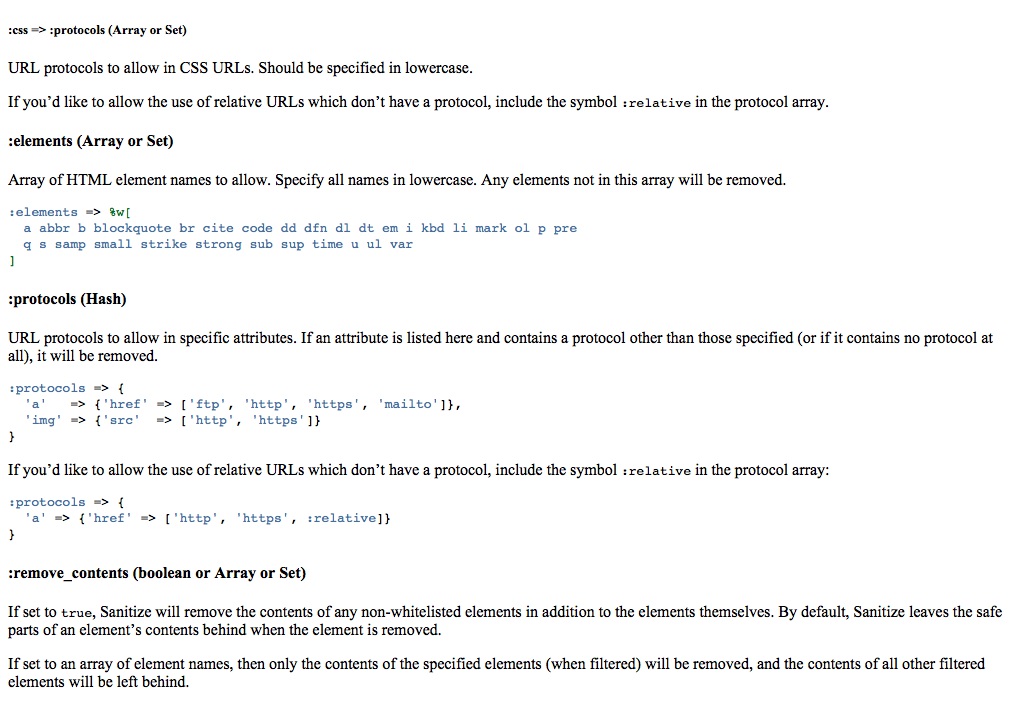 :css => :protocols (Array or Set)
URL protocols to allow in CSS URLs. Should be specified in lowercase.
If you’d like to allow the use of relative URLs which don’t have a protocol, include the symbol :relative in the protocol array.
:elements (Array or Set)
Array of HTML element names to allow. Specify all names in lowercase. Any elements not in this array will be removed.
:elements => %w[
  a abbr b blockquote br cite code dd dfn dl dt em i kbd li mark ol p pre
  q s samp small strike strong sub sup time u ul var
]
:protocols (Hash)
URL protocols to allow in specific attributes. If an attribute is listed here and contains a protocol other than those specified (or if it contains no protocol at
all), it will be removed.
:protocols => {
  'a'   => {'href' => ['ftp', 'http', 'https', 'mailto']},
  'img' => {'src'  => ['http', 'https']}
}
If you’d like to allow the use of relative URLs which don’t have a protocol, include the symbol :relative in the protocol array:
:protocols => {
  'a' => {'href' => ['http', 'https', :relative]}
}
:remove_contents (boolean or Array or Set)
If set to true, Sanitize will remove the contents of any non-whitelisted elements in addition to the elements themselves. By default, Sanitize leaves the safe
parts of an element’s contents behind when the element is removed.
If set to an array of element names, then only the contents of the specified elements (when filtered) will be removed, and the contents of all other filtered
elements will be left behind.